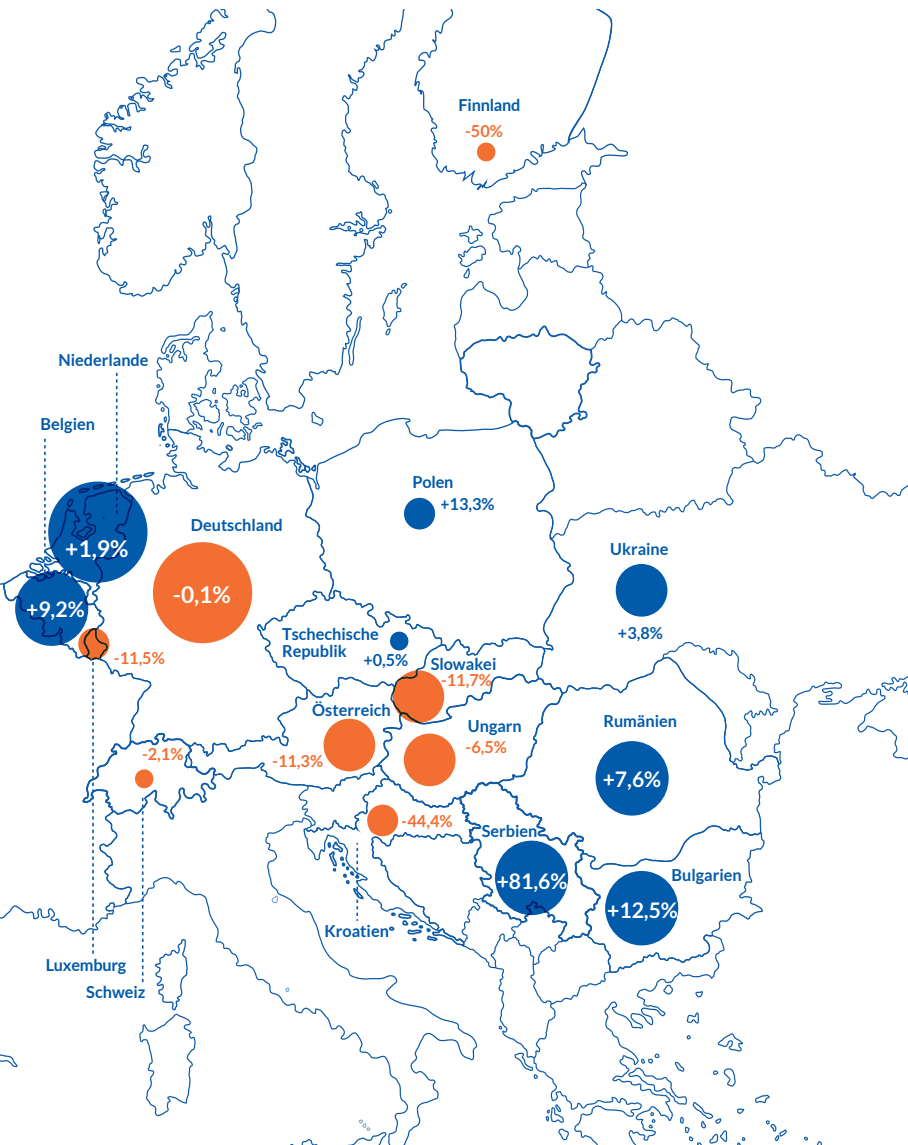 Finnland
-50%
Niederlande
Belgien
Polen
+13,3%
Deutschland
+1,9%
Ukraine
-0,1%
+9,2%
+3,8%
Tschechische
Republik
+0,5%
-11,5%
Slowakei
-11,7%
Österreich
Ungarn
Rumänien
-2,1%
-11,3%
-6,5%
+7,6%
-44,4%
Serbien
Bulgarien
+81,6%
+12,5%
Kroatien
Luxemburg
Schweiz